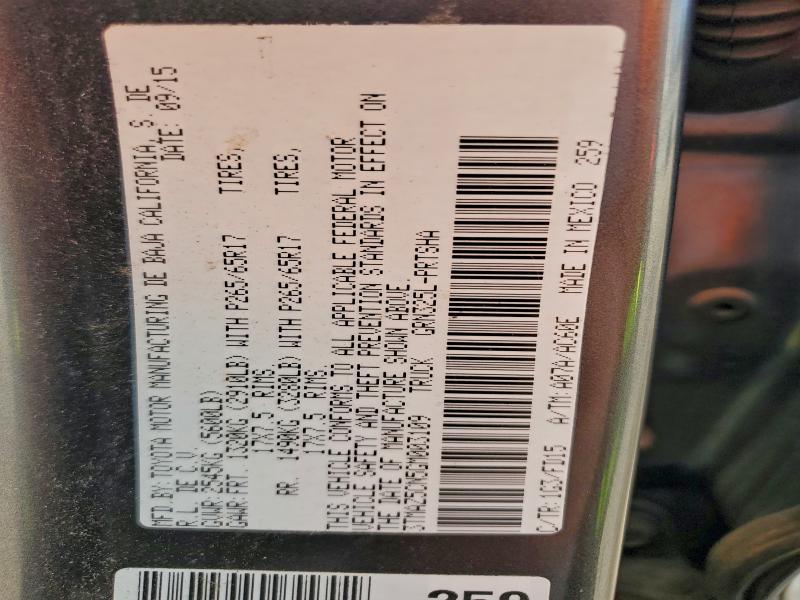 MFD.BY: TOYOTA MOTOR MANUFACTURING DE BAJA CALIFORNIA, S. DE
R.L. DE C.V. DATE: 09/15
GVWR 2545KG (5600LB)
GAWR:FRT. 1320KG (2910LB) WITH P265/65R17 TIRES,
17X7.5 RIMS,
RR. 1490KG (3280LB) WITH P265/65R17 TIRES,
17X7.5 RIMS,
THIS VEHICLE CONFORMS TO ALL APPLICABLE FEDERAL MOTOR
VEHICLE SAFETY AND THEFT PREVENTION STANDARDS IN EFFECT ON
THE DATE OF MANUFACTURE SHOWN ABOVE.
TRUCK GRN325L-PRTSHA
C/TR:1G3/FD15 A/TM:A07A/AC60E MADE IN MEXICO 259
259